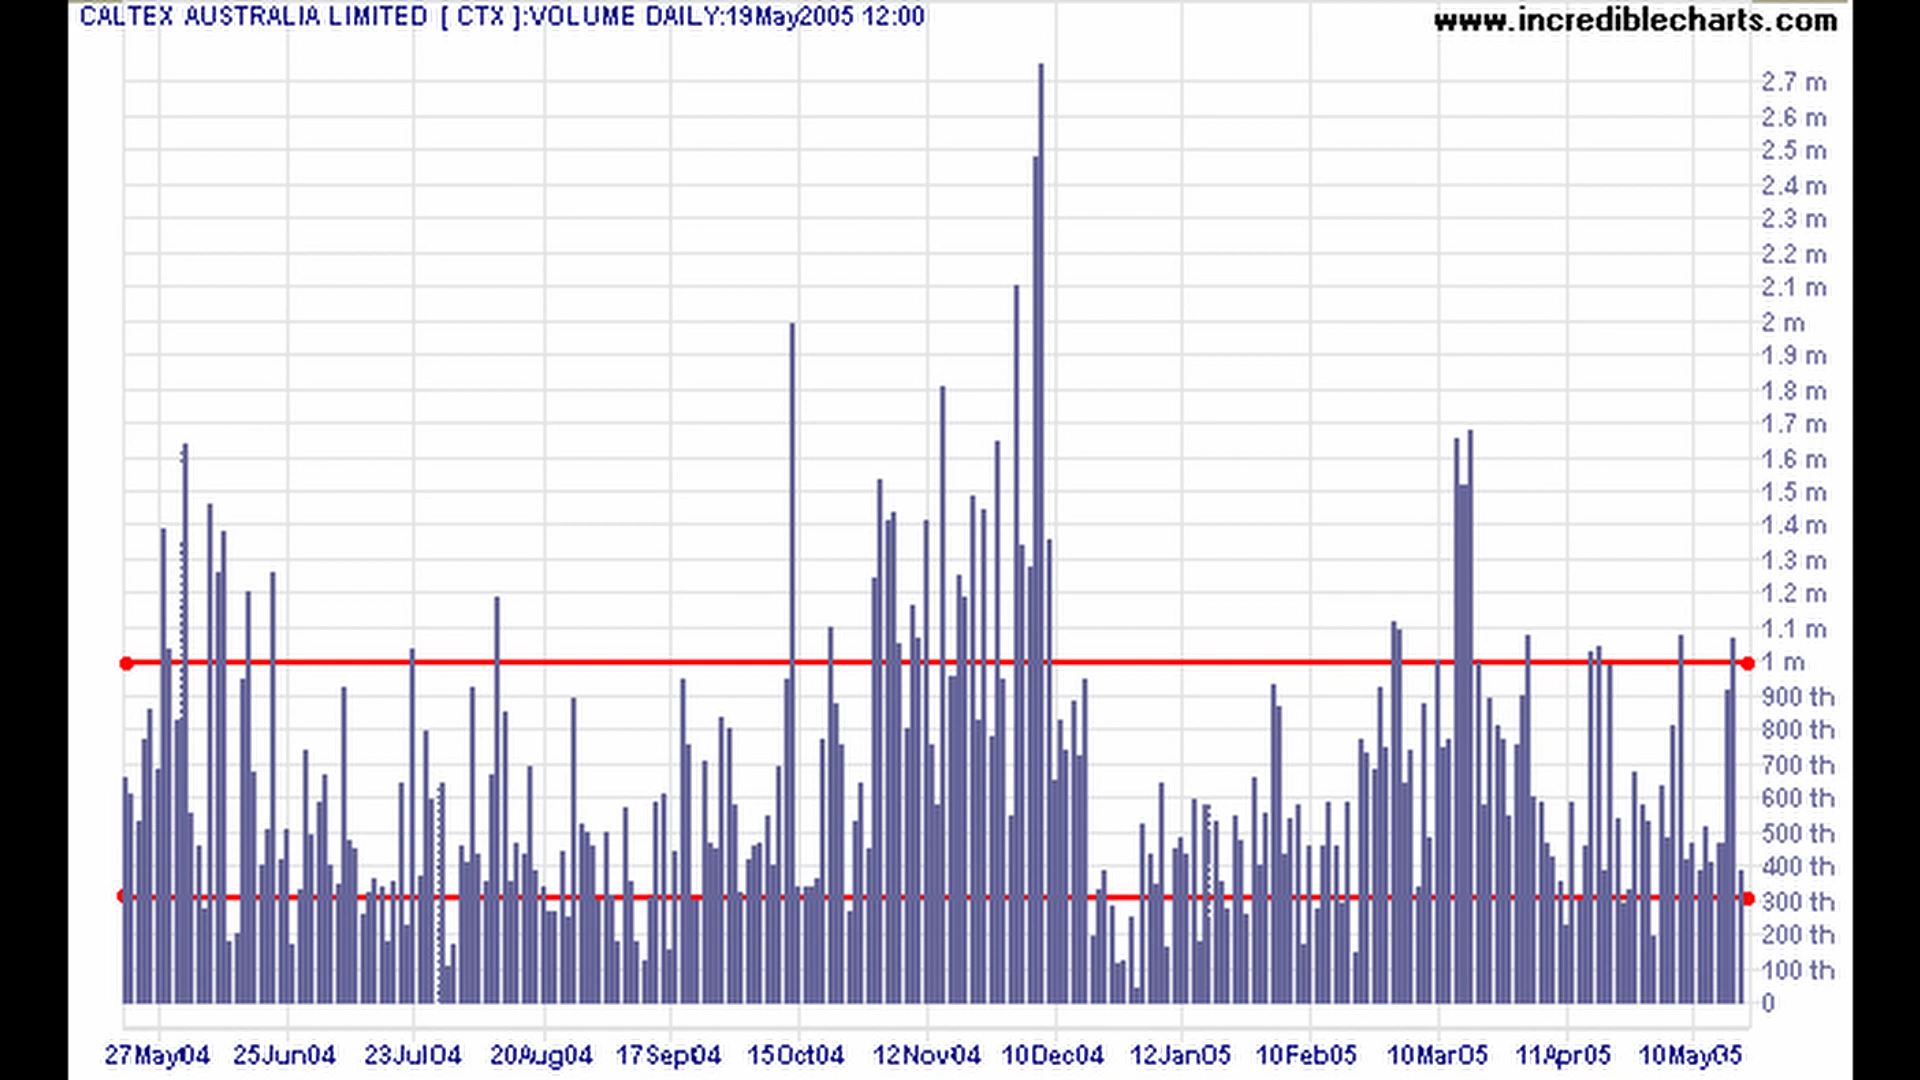 CALTEX AUSTRALIA LIMITED [ CTX ]:VOLUME DAILY:19May2005 12:00
www.incrediblecharts.com
2.7 m
2.6 m
2.5 m
2.4 m
2.3 m
2.2 m
2.1 m
2 m
1.9 m
1.8 m
1.7 m
1.6 m
1.5 m
1.4 m
1.3 m
1.2 m
1.1 m
1 m
900 th
800 th
700 th
600 th
500 th
400 th
300 th
200 th
100 th
0
27May04 25Jun04 23Jul04 20Aug04 17Sept04 15Oct04 12Nov04 10Dec04 12Jan05 10Feb05 10Mar05 11Apr05 10May05